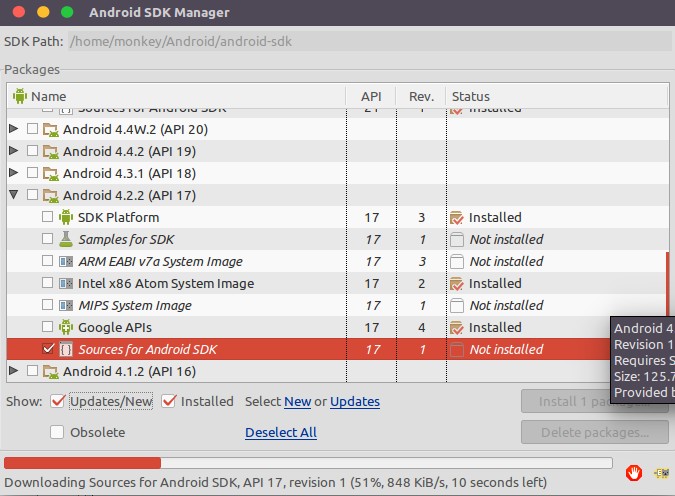 Android SDK Manager
SDK Path: /home/monkey/Android/android-sdk
Packages
Name API Rev. Status
Sources for Android SDK 21 1 Installed
Android 4.4W.2 (API 20)
Android 4.4.2 (API 19)
Android 4.3.1 (API 18)
Android 4.2.2 (API 17)
SDK Platform 17 3 Installed
Samples for SDK 17 1 Not installed
ARM EABI v7a System Image 17 3 Not installed
Intel x86 Atom System Image 17 2 Installed
MIPS System Image 17 1 Not installed
Google APIs 17 4 Installed
Sources for Android SDK 17 1 Not installed
Android 4.1.2 (API 16)
Android 4
Revision 1
Requires S
Size: 125.7
Provided b
Show: Updates/New Installed Select New or Updates Install 1 pac
Obsolete Deselect All Delete packages...
Downloading Sources for Android SDK, API 17, revision 1 (51%, 848 KiB/s, 10 seconds left)